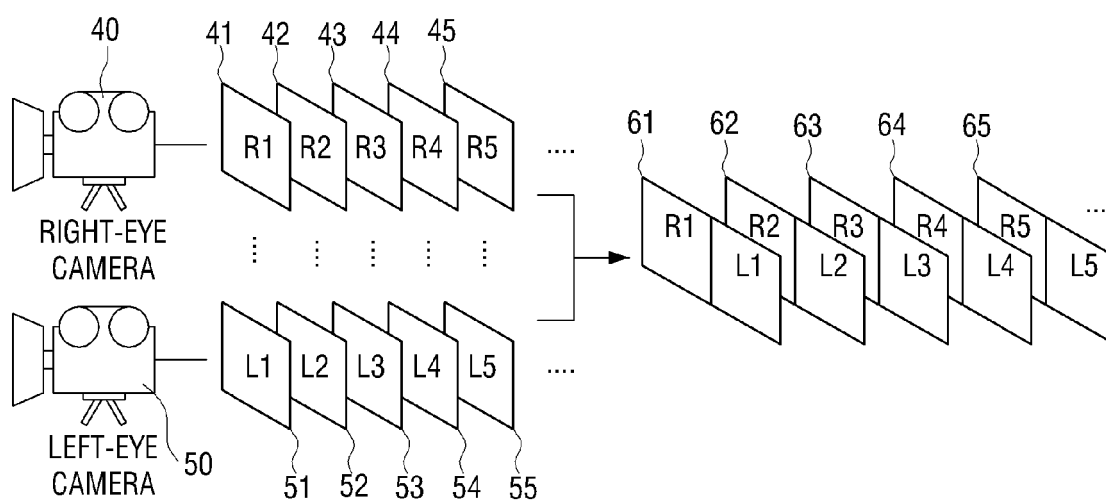 40
41 42 43 44 45
R1 R2 R3 R4 R5 ....
RIGHT-EYE
CAMERA
61 62 63 64 65
R1 R2 R3 R4 R5 ...
L1 L2 L3 L4 L5
L1 L2 L3 L4 L5 ....
50
LEFT-EYE
CAMERA
51 52 53 54 55